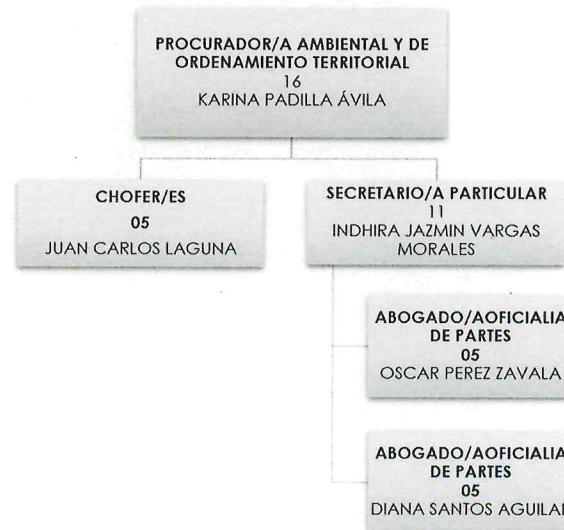 PROCURADOR/A AMBIENTAL Y DE
ORDENAMIENTO TERRITORIAL
16
KARINA PADILLA ÁVILA
CHOFER/ES
05
JUAN CARLOS LAGUNA
SECRETARIO/A PARTICULAR
11
INDHIRA JAZMIN VARGAS
MORALES
ABOGADO/AOFICIALIA
DE PARTES
05
OSCAR PEREZ ZAVALA
ABOGADO/AOFICIALIA
DE PARTES
05
DIANA SANTOS AGUILAR